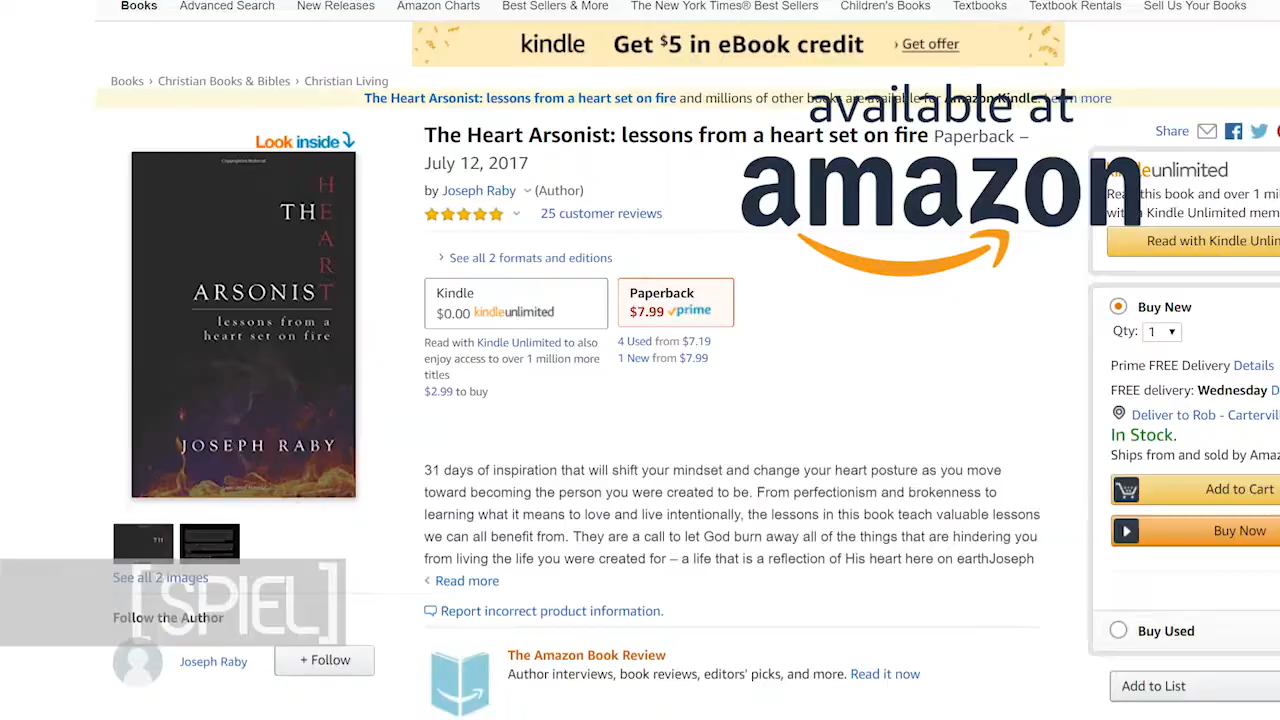 Books Advanced Search New Releases Amazon Charts Best Sellers & More The New York Times® Best Sellers Children's Books Textbooks Textbook Rentals Sell Us Your Books
kindle Get $5 in eBook credit › Get offer
Books › Christian Books & Bibles › Christian Living
The Heart Arsonist: lessons from a heart set on fire and millions of other books are available for Amazon Kindle. Learn more
available at
amazon
Look inside
The Heart Arsonist: lessons from a heart set on fire Paperback –
July 12, 2017
by Joseph Raby (Author)
25 customer reviews
› See all 2 formats and editions
Kindle
$0.00 kindleunlimited
Paperback
$7.99 prime
Read with Kindle Unlimited to also
enjoy access to over 1 million more
titles
$2.99 to buy
4 Used from $7.19
1 New from $7.99
THE
HEART
ARSONIST
lessons from a
heart set on fire
JOSEPH RABY
31 days of inspiration that will shift your mindset and change your heart posture as you move
toward becoming the person you were created to be. From perfectionism and brokenness to
learning what it means to love and live intentionally, the lessons in this book teach valuable lessons
we can all benefit from. They are a call to let God burn away all of the things that are hindering you
from living the life you were created for – a life that is a reflection of His heart here on earthJoseph
‹ Read more
Report incorrect product information.
The Amazon Book Review
Author interviews, book reviews, editors' picks, and more. Read it now
TH
See all 2 images
[SPIEL]
Follow the Author
Joseph Raby
+ Follow
Share
unlimited
Read this book and over 1 mi
with a Kindle Unlimited mem
Read with Kindle Unlim
Buy New
Qty: 1
Prime FREE Delivery Details
FREE delivery: Wednesday D
Deliver to Rob - Cartervil
In Stock.
Ships from and sold by Amaz
Add to Cart
Buy Now
Buy Used
Add to List